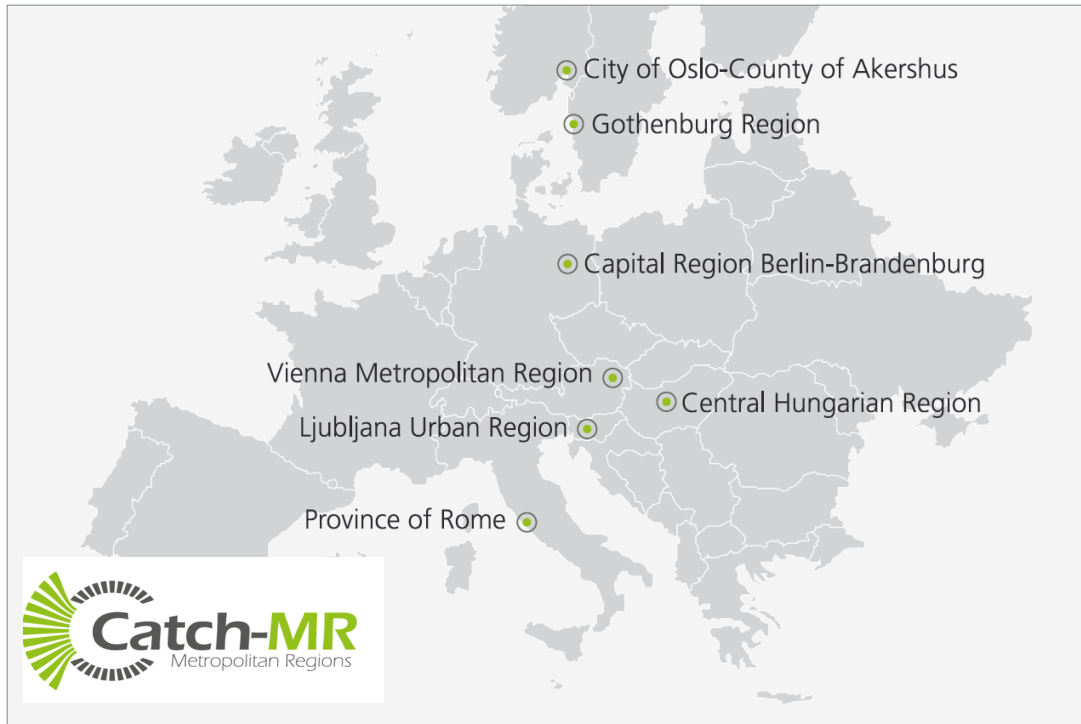 City of Oslo-County of Akershus
Gothenburg Region
Capital Region Berlin-Brandenburg
Vienna Metropolitan Region
Central Hungarian Region
Ljubljana Urban Region
Province of Rome
Catch-MR
Metropolitan Regions